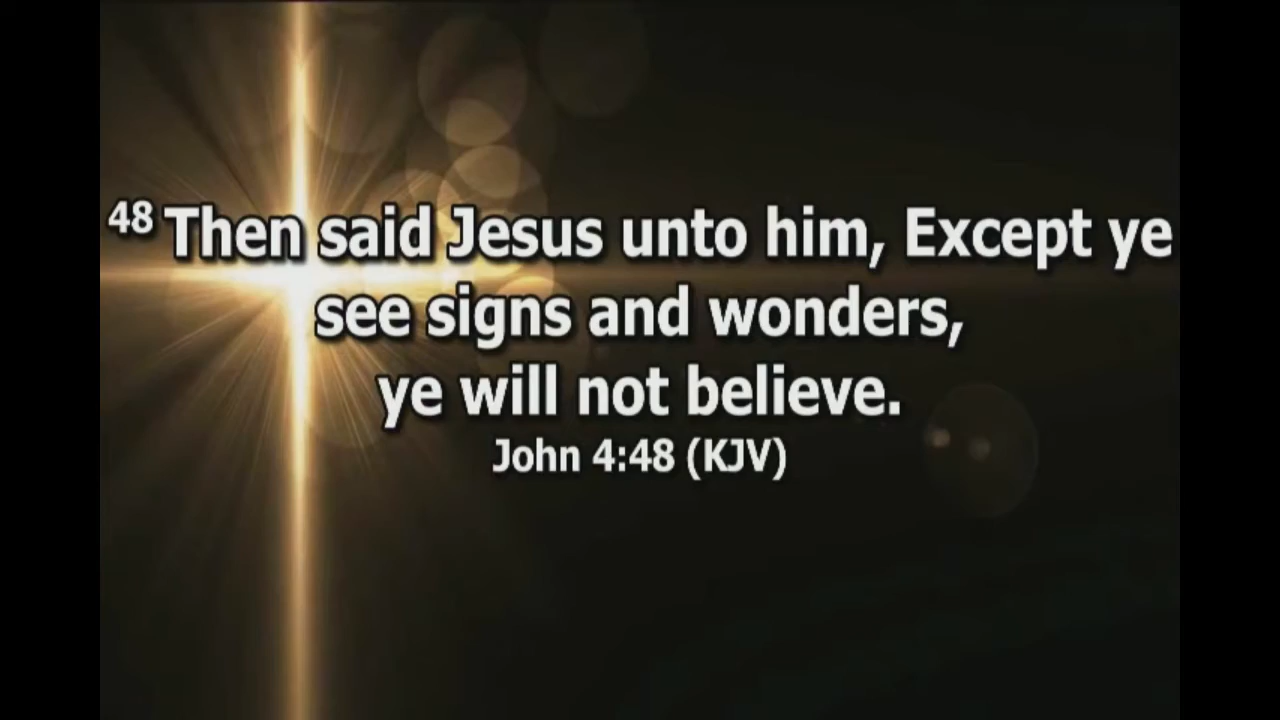 48 Then said Jesus unto him, Except ye
see signs and wonders,
ye will not believe.
John 4:48 (KJV)